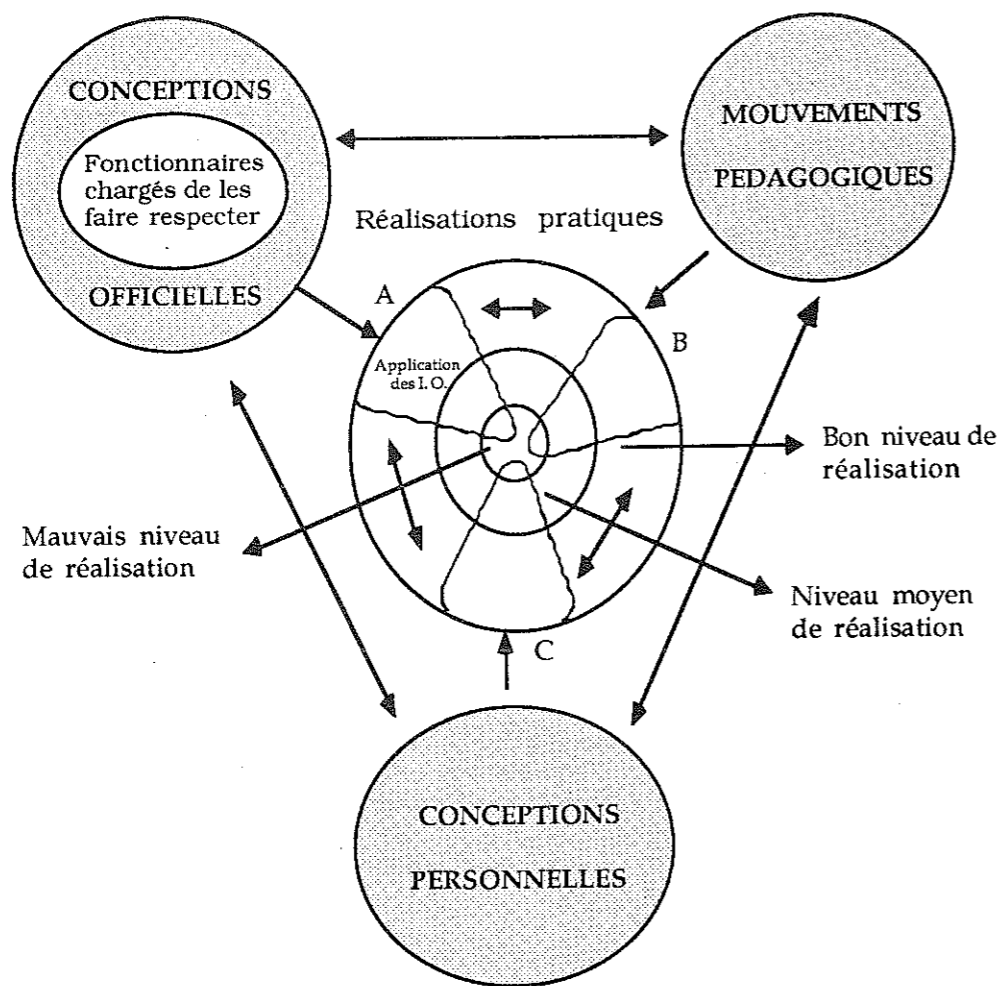 CONCEPTIONS
Fonctionnaires
chargés de les
faire respecter
OFFICIELLES
MOUVEMENTS
PEDAGOGIQUES
Réalisations pratiques
A
B
Application
des I.O.
Bon niveau de
réalisation
Mauvais niveau
de réalisation
Niveau moyen
de réalisation
C
CONCEPTIONS
PERSONNELLES